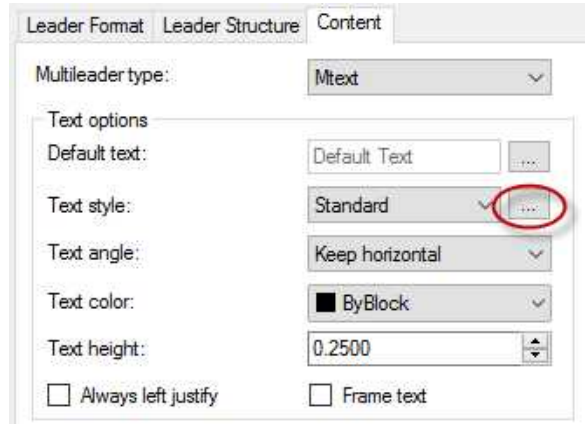 Leader Format Leader Structure Content
Multileader type: Mtext
Text options
Default text: Default Text ...
Text style: Standard ...
Text angle: Keep horizontal
Text color: ByBlock
Text height: 0.2500
Always left justify Frame text